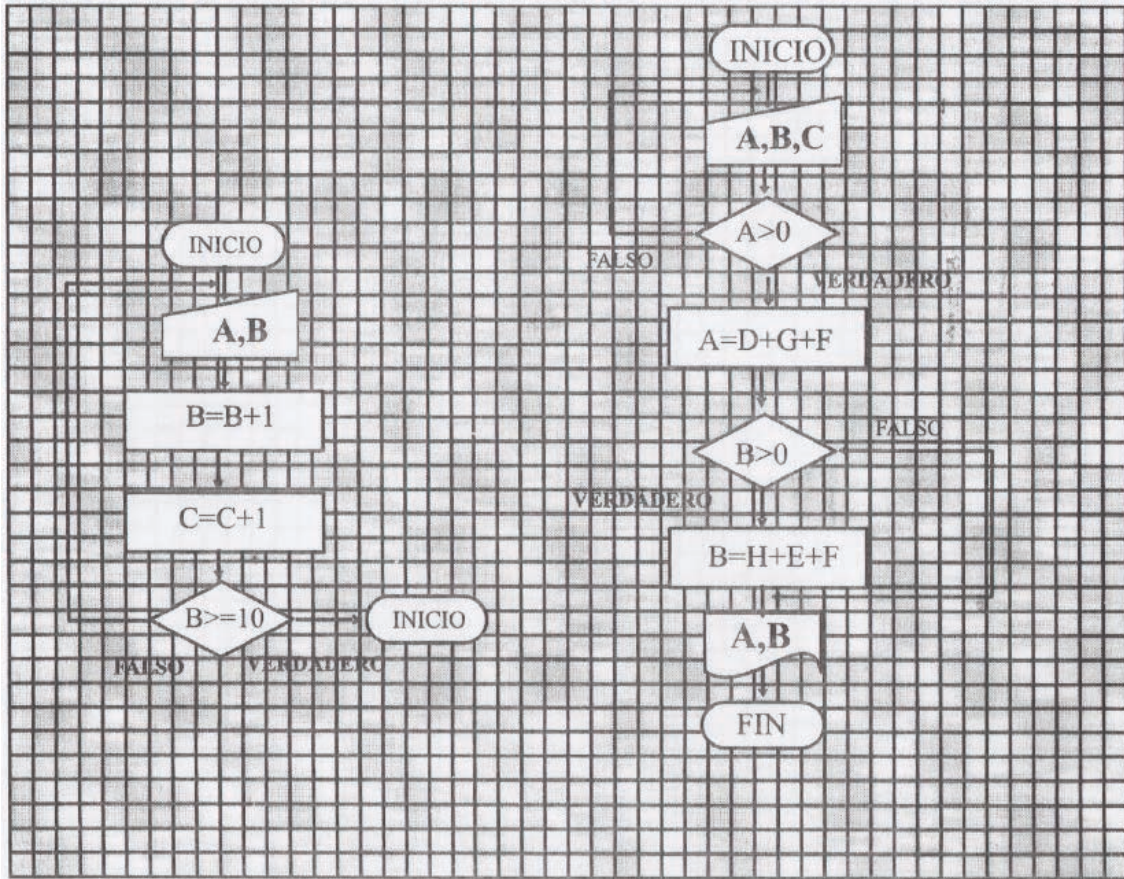 INICIO
A,B
B=B+1
C=C+1
B>=10
FALSO
VERDADERO
INICIO
INICIO
A,B,C
A>0
FALSO
VERDADERO
A=D+G+F
B>0
FALSO
VERDADERO
B=H+E+F
A,B
FIN